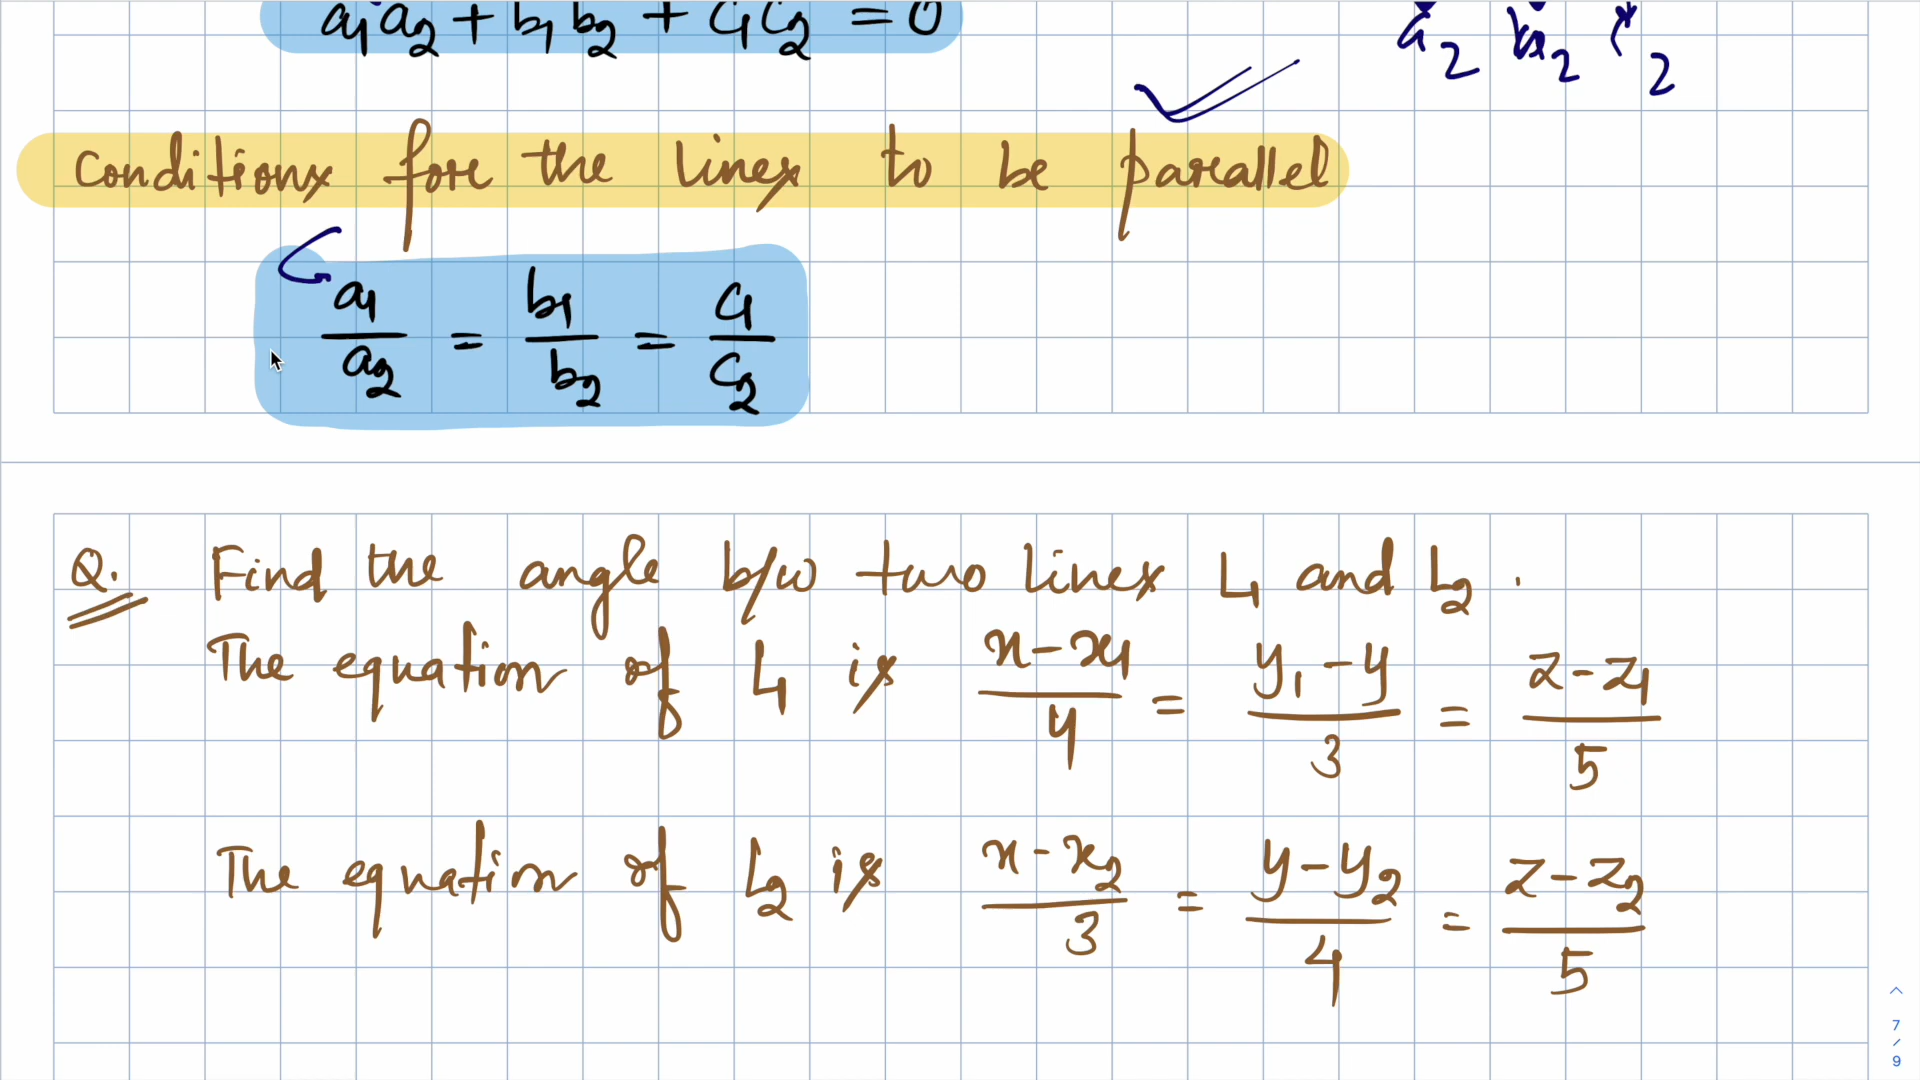 a₁a₂ + b₁b₂ + c₁c₂ = 0
a₂ b₂ c₂
Conditions fore the lines to be parallel
a₁/a₂ = b₁/b₂ = c₁/c₂
Q. Find the angle b/w two lines L₁ and L₂ .
The equation of L₁ is (x-x₁)/4 = (y₁-y)/3 = (z-z₁)/5
The equation of L₂ is (x-x₂)/3 = (y-y₂)/4 = (z-z₂)/5
7
/
9